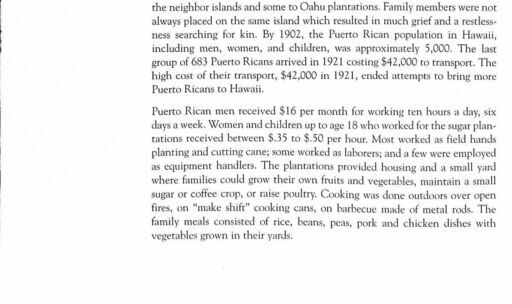 the neighbor islands and some to Oahu plantations. Family members were not
always placed on the same island which resulted in much grief and a restless-
ness searching for kin. By 1902, the Puerto Rican population in Hawaii,
including men, women, and children, was approximately 5,000. The last
group of 683 Puerto Ricans arrived in 1921 costing $42,000 to transport. The
high cost of their transport, $42,000 in 1921, ended attempts to bring more
Puerto Ricans to Hawaii.
Puerto Rican men received $16 per month for working ten hours a day, six
days a week. Women and children up to age 18 who worked for the sugar plan-
tations received between $.35 to $.50 per hour. Most worked as field hands
planting and cutting cane; some worked as laborers; and a few were employed
as equipment handlers. The plantations provided housing and a small yard
where families could grow their own fruits and vegetables, maintain a small
sugar or coffee crop, or raise poultry. Cooking was done outdoors over open
fires, on "make shift" cooking cans, on barbecue made of metal rods. The
family meals consisted of rice, beans, peas, pork and chicken dishes with
vegetables grown in their yards.